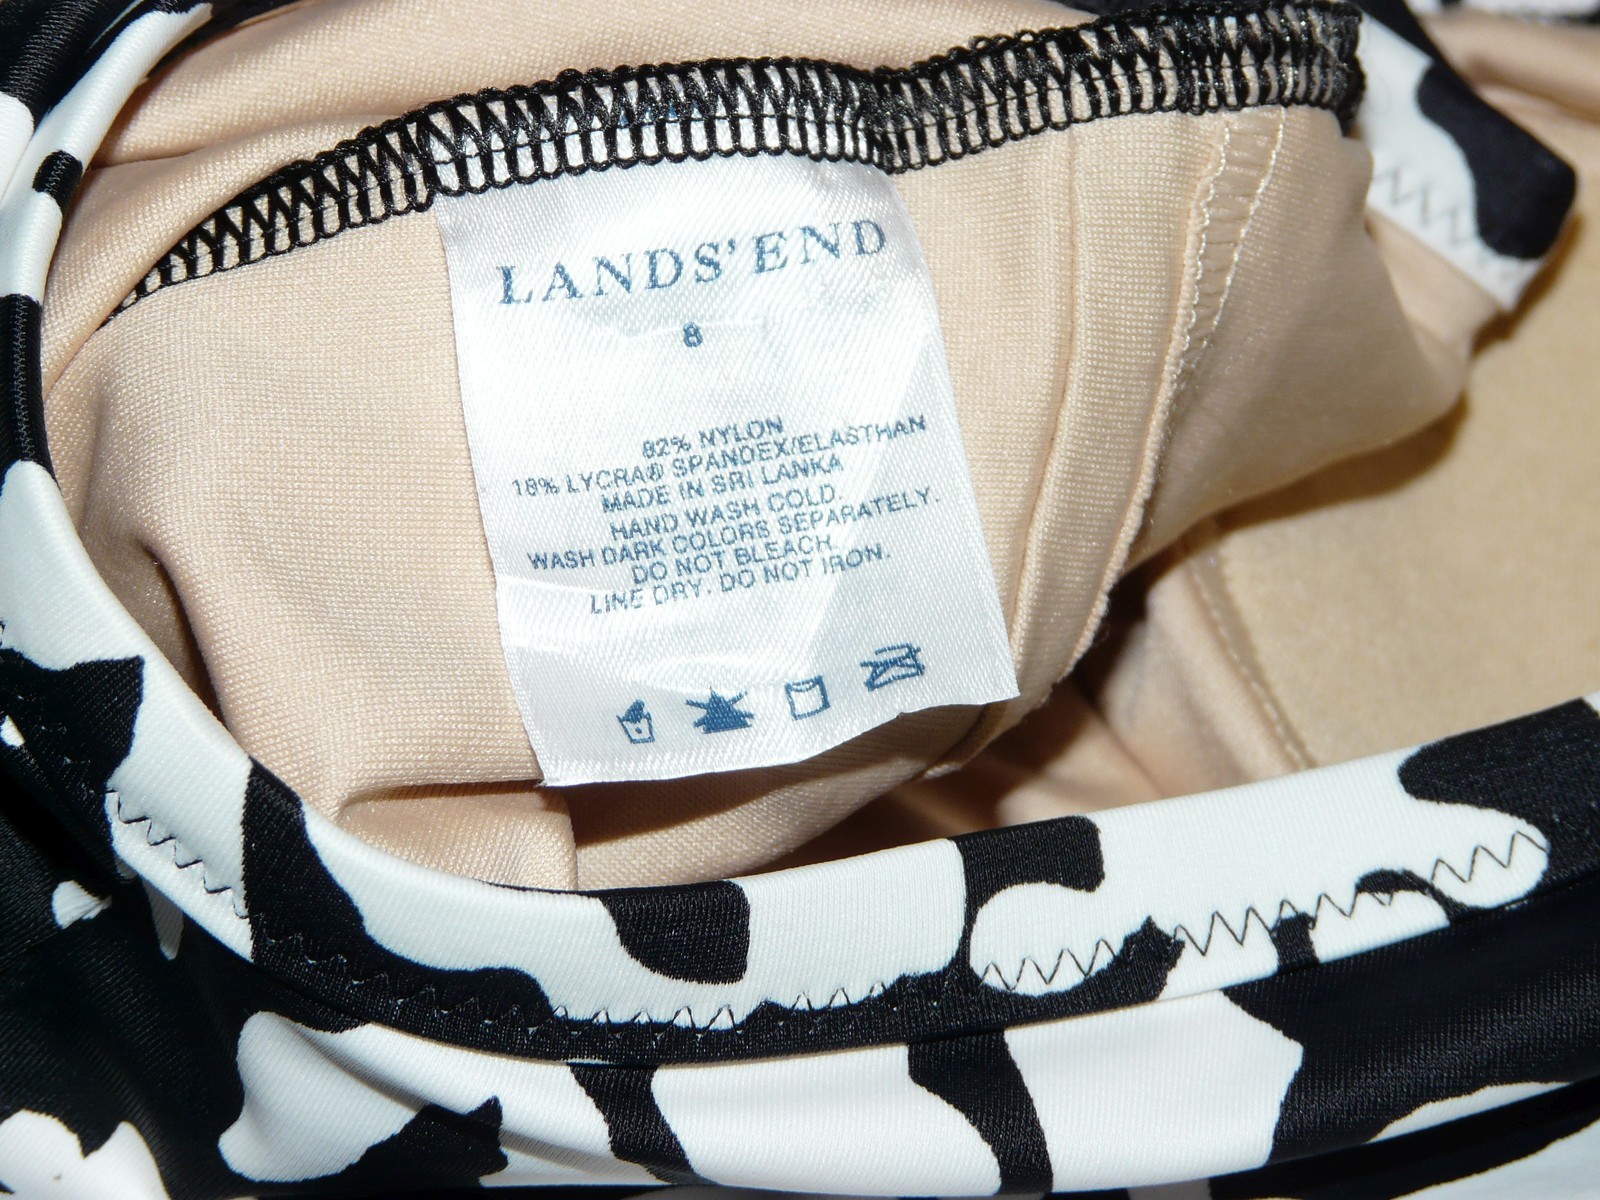 LANDS' END
8
82% NYLON
18% LYCRA® SPANDEX/ELASTHAN
MADE IN SRI LANKA
HAND WASH COLD.
WASH DARK COLORS SEPARATELY.
DO NOT BLEACH.
LINE DRY. DO NOT IRON.